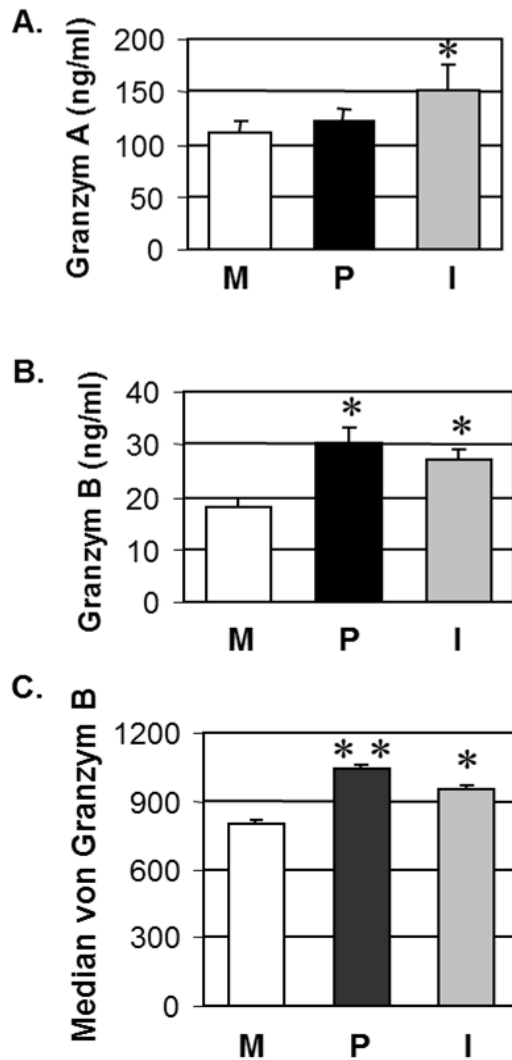 A.
Granzym A (ng/ml)
200
150
100
50
0
*
M P I
B.
Granzym B (ng/ml)
40
30
20
10
0
* *
M P I
C.
Median von Granzym B
1200
900
600
300
0
* * *
M P I